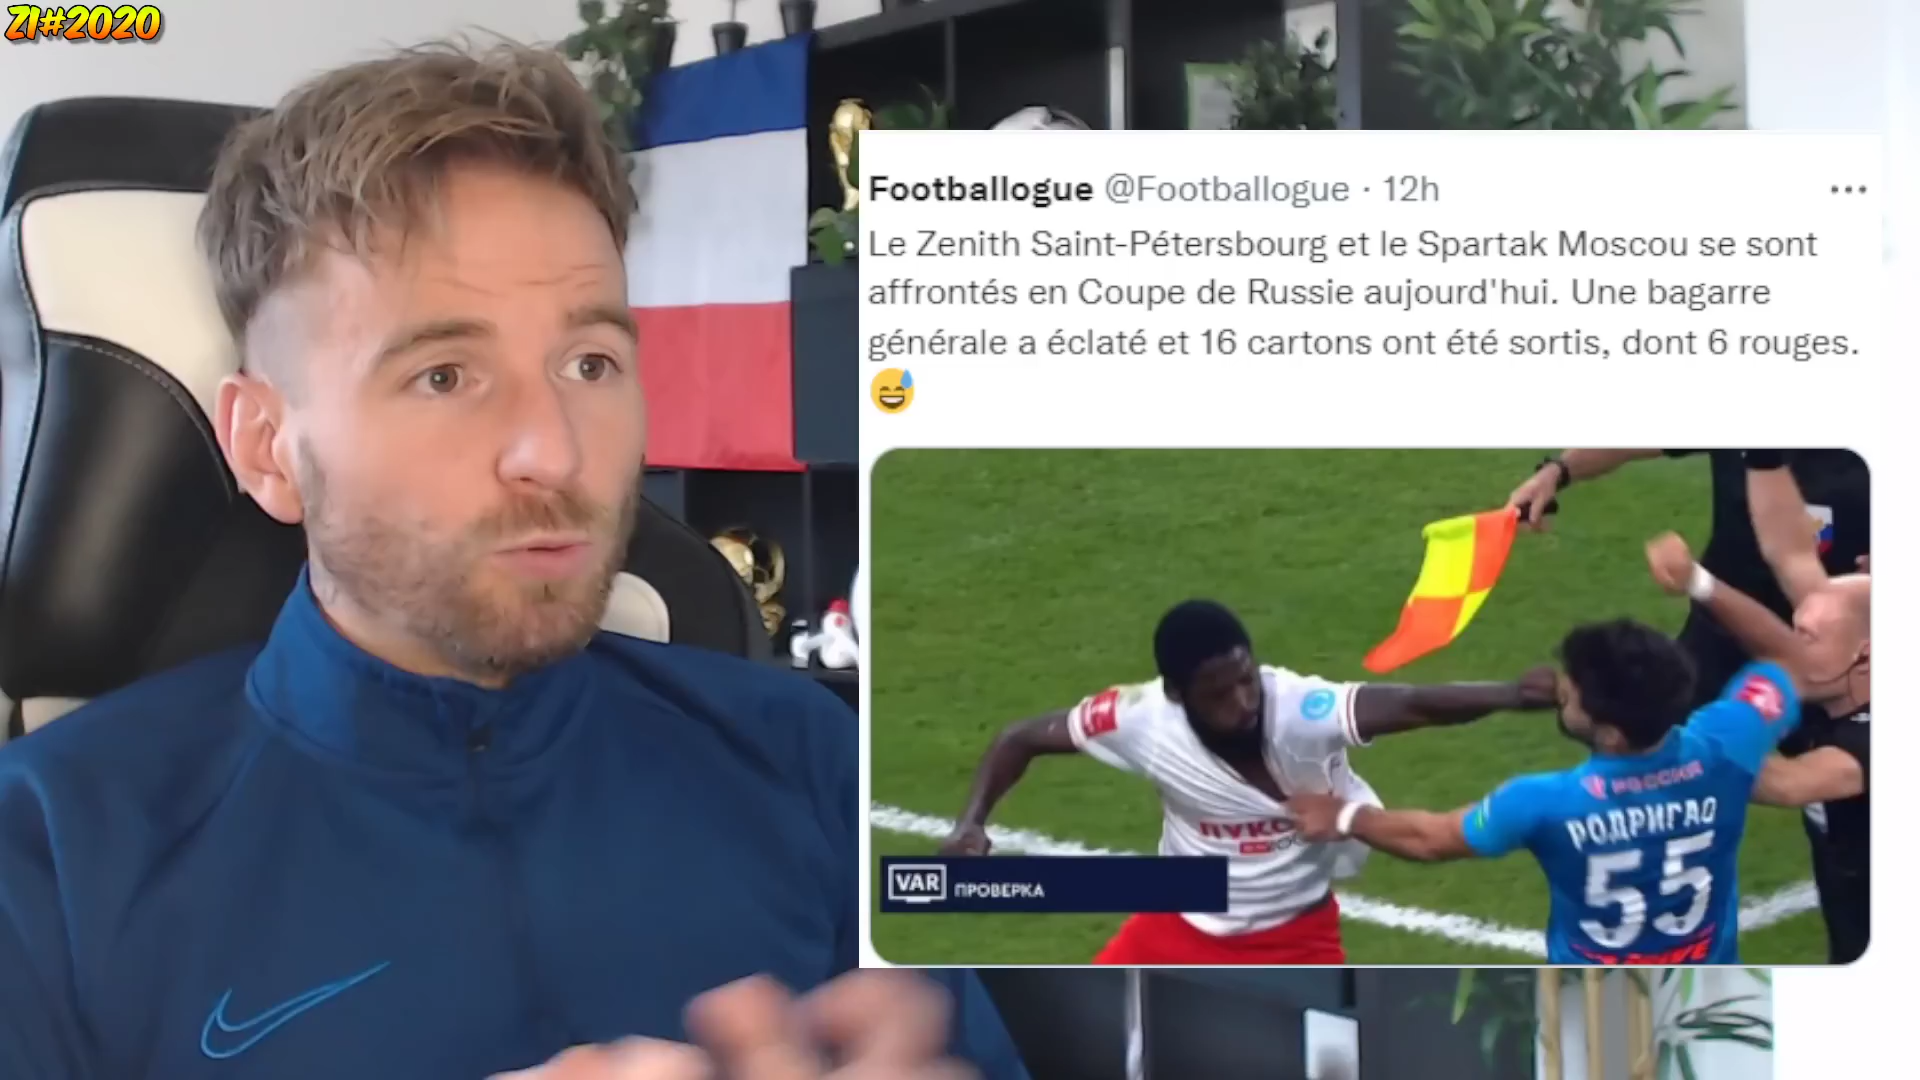 ZI#2020
Footballogue @Footballogue · 12h
Le Zenith Saint-Pétersbourg et le Spartak Moscou se sont
affrontés en Coupe de Russie aujourd'hui. Une bagarre
générale a éclaté et 16 cartons ont été sortis, dont 6 rouges.
РОССИЯ
РОДРИГАО
55
VAR ПРОВЕРКА